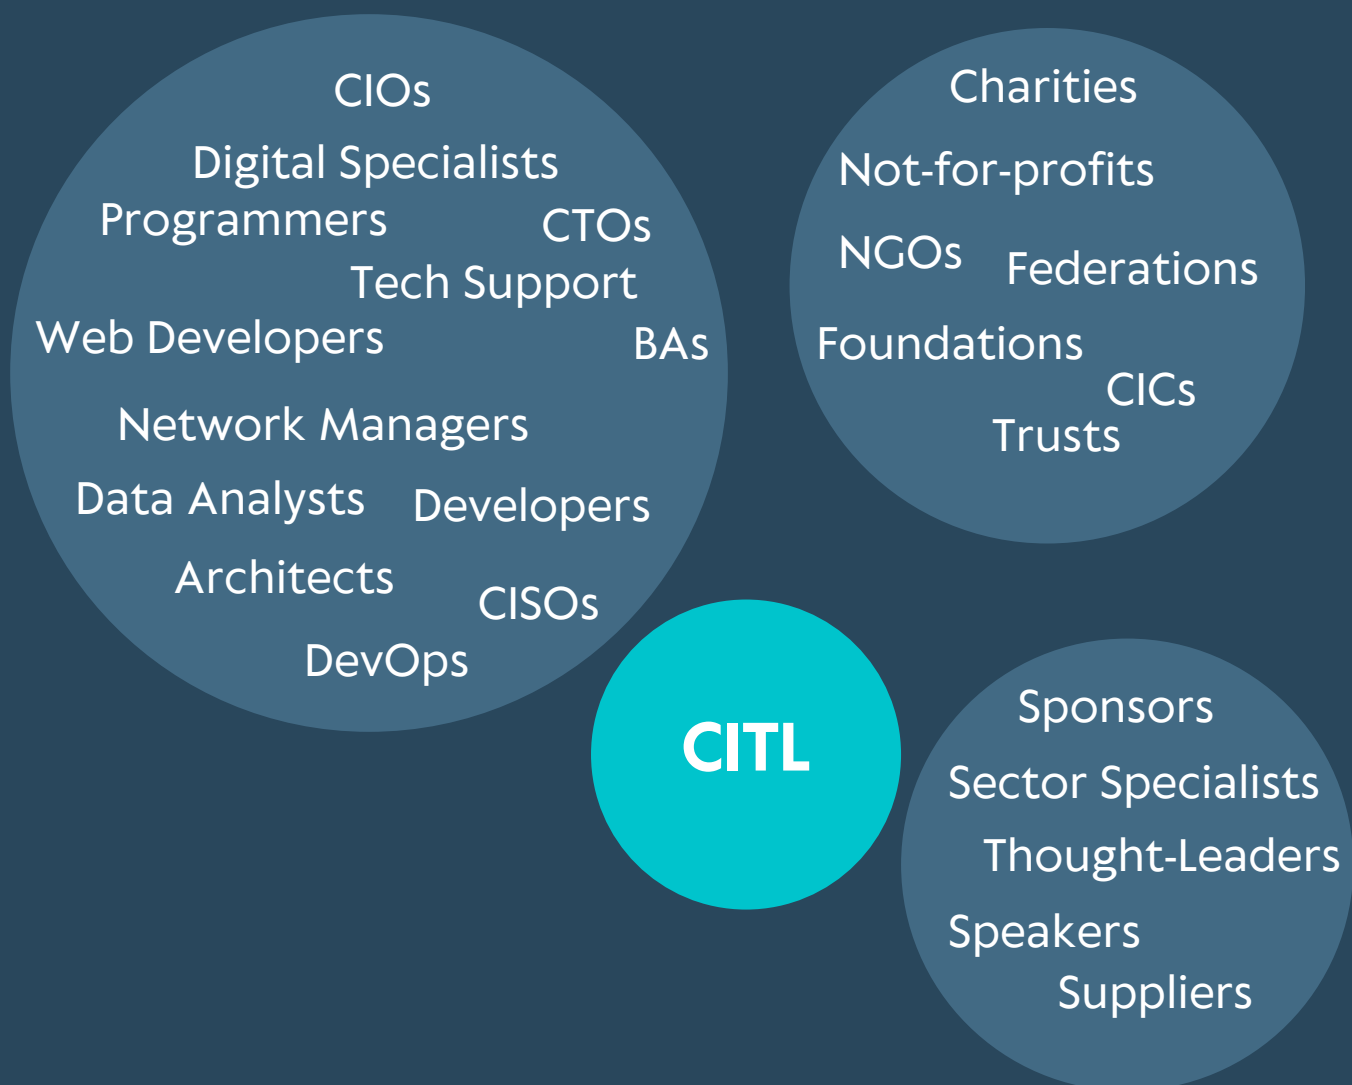 CIOs
Digital Specialists
Programmers
CTOs
Tech Support
Web Developers
BAs
Network Managers
Data Analysts
Developers
Architects
CISOs
DevOps
Charities
Not-for-profits
NGOs
Federations
Foundations
CICs
Trusts
CITL
Sponsors
Sector Specialists
Thought-Leaders
Speakers
Suppliers